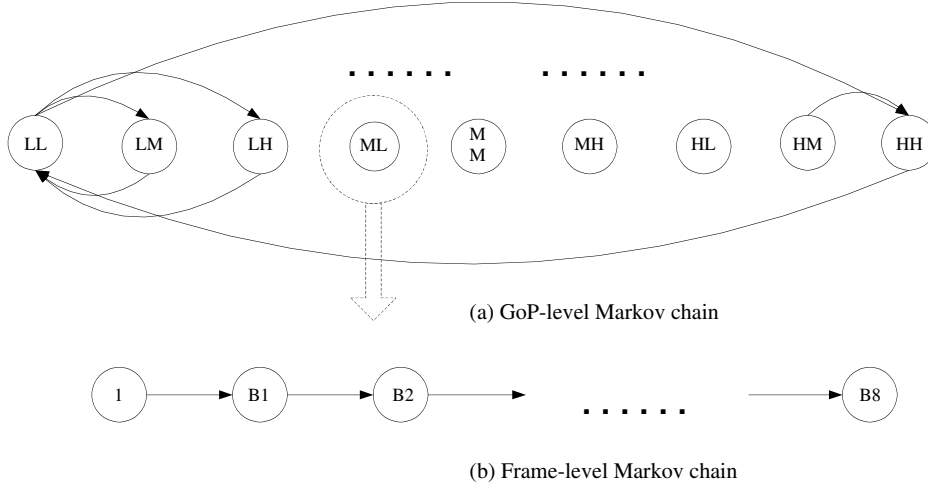 LL
LM
LH
ML
M
M
MH
HL
HM
HH
(a) GoP-level Markov chain
1
B1
B2
B8
(b) Frame-level Markov chain